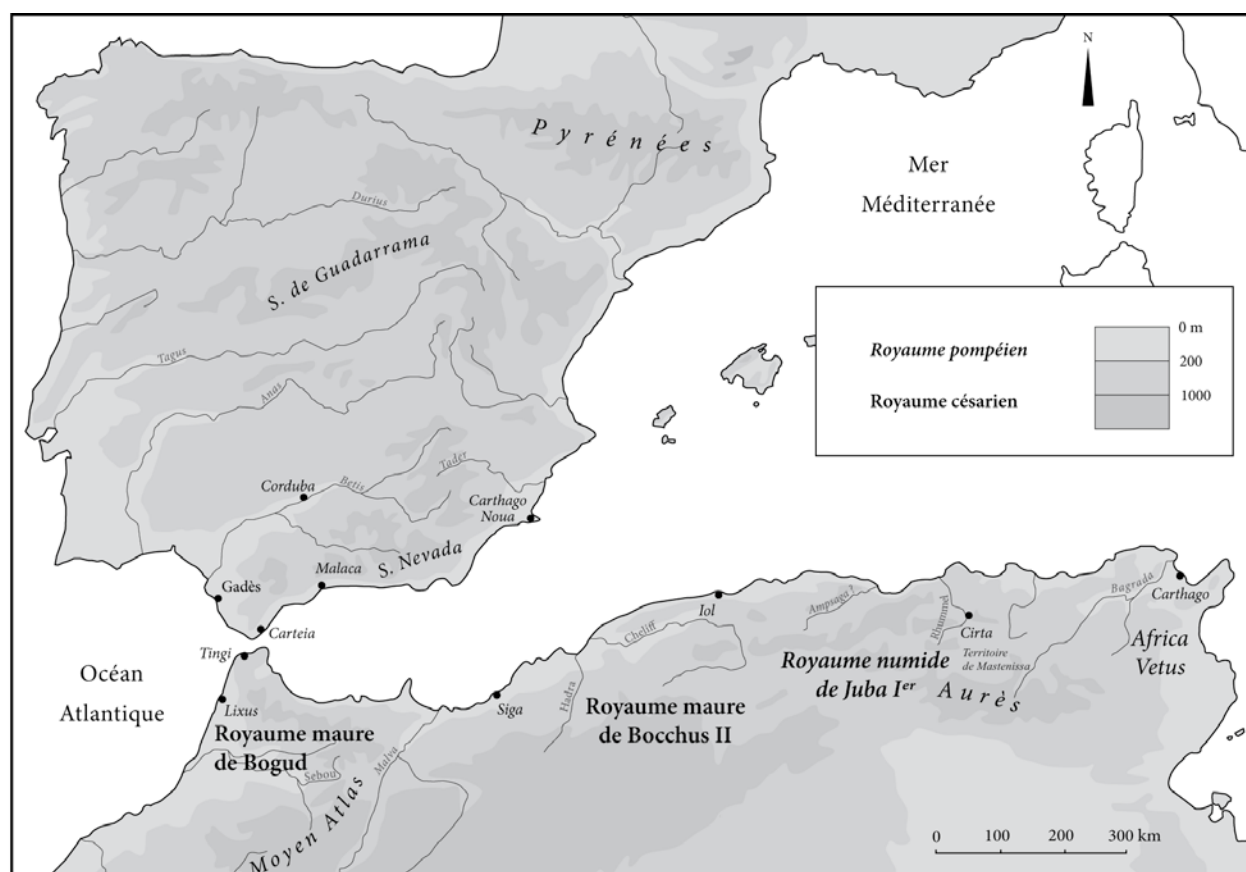 N
Pyrénées
Mer
Méditerranée
Durius
S. de Guadarrama
Royaume pompéien
Royaume césarien
0 m
200
1000
Tagus
Anas
Corduba
Betis
Tader
Carthago
Noua
S. Nevada
Malaca
Gadès
Carteia
Tingi
Océan
Atlantique
Lixus
Royaume maure
de Bogud
Sebou
Malva
Moyen Atlas
Siga
Hadra
Cheliff
Iol
Royaume maure
de Bocchus II
Ampsaga ?
Rhummel
Cirta
Territoire
de Mastenissa
Royaume numide
de Juba Ier
Aurès
Bagrada
Carthago
Africa
Vetus
0 100 200 300 km